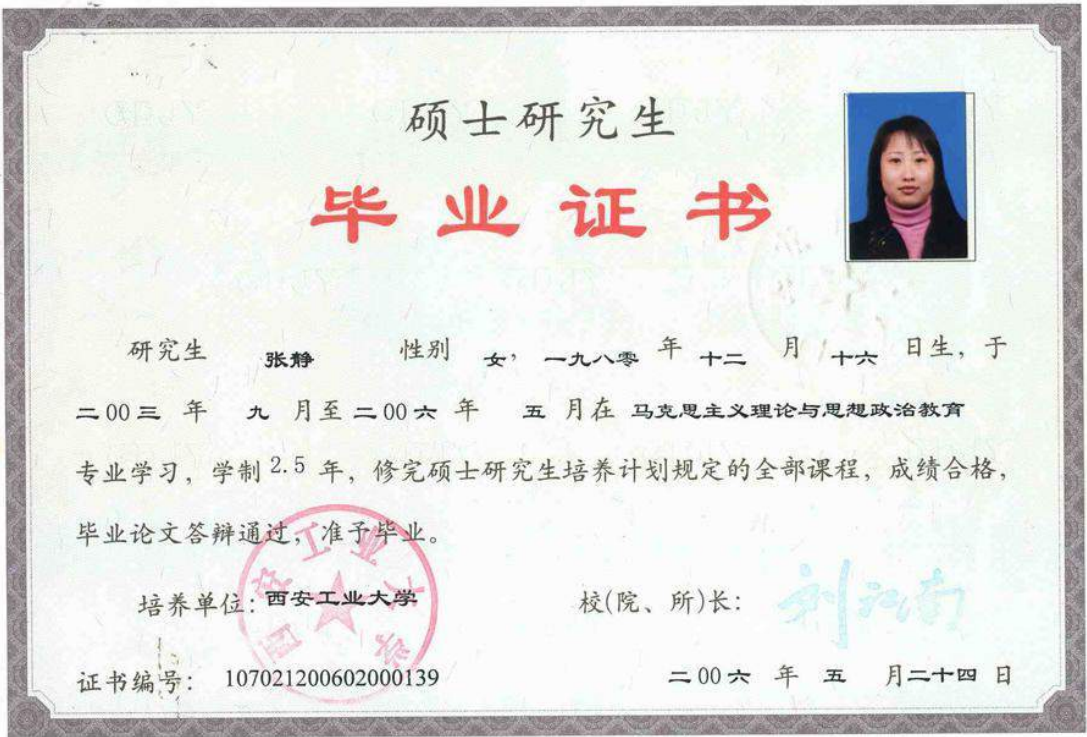 硕士研究生
毕业证书
研究生 张静 性别 女, 一九八零 年 十二 月 十六 日生, 于
二00三 年 九 月至 二00六 年 五 月在 马克思主义理论与思想政治教育
专业学习, 学制 2.5 年, 修完硕士研究生培养计划规定的全部课程, 成绩合格,
毕业论文答辩通过, 准予毕业。
西安工业大学
培养单位: 西安工业大学 校(院、所)长:
证书编号: 107021200602000139 二00六 年 五 月二十四 日